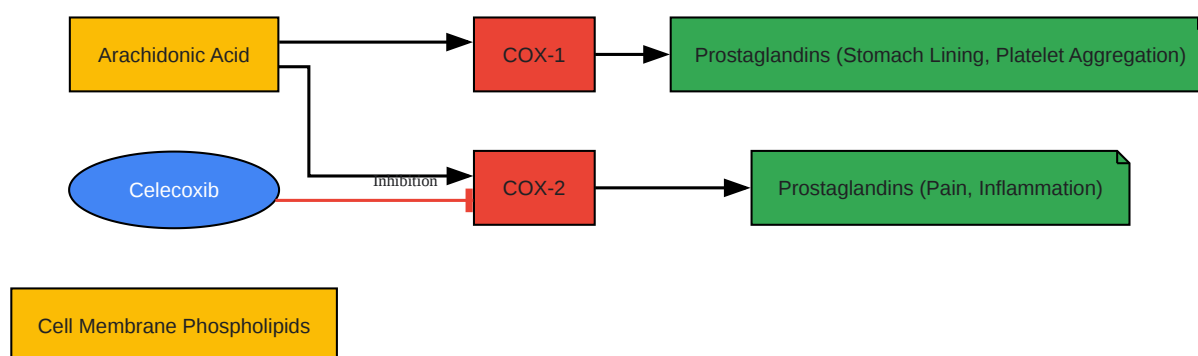 Arachidonic Acid
COX-1
Prostaglandins (Stomach Lining, Platelet Aggregation)
Celecoxib
Inhibition
COX-2
Prostaglandins (Pain, Inflammation)
Cell Membrane Phospholipids